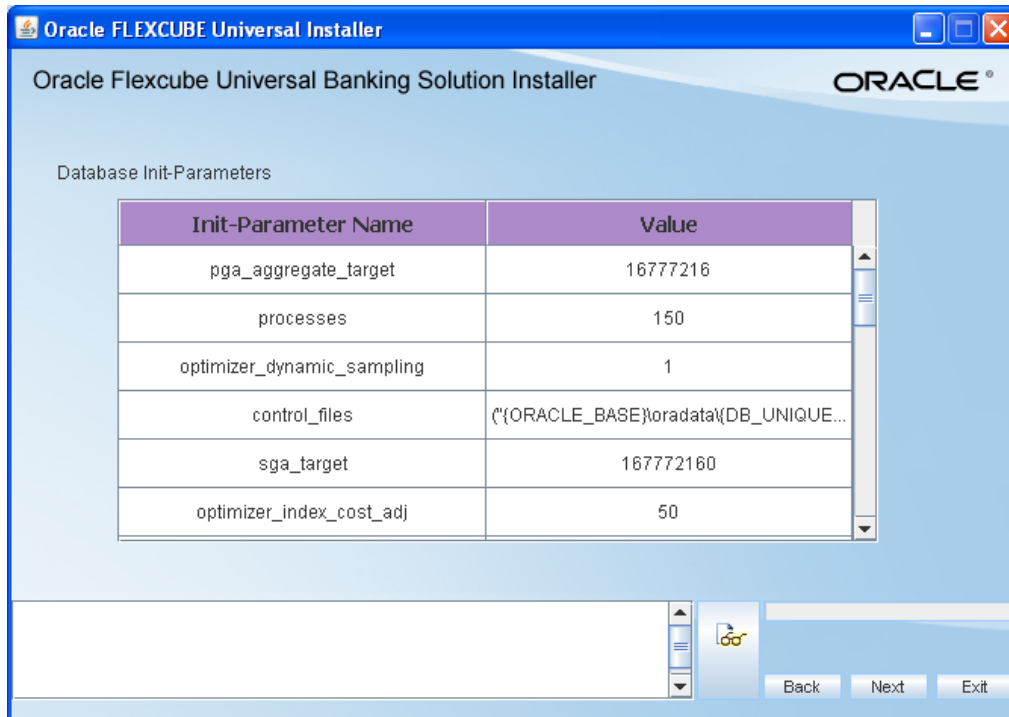 Oracle FLEXCUBE Universal Installer
Oracle Flexcube Universal Banking Solution Installer
ORACLE®
Database Init-Parameters
Init-Parameter Name Value
pga_aggregate_target 16777216
processes 150
optimizer_dynamic_sampling 1
control_files ("{ORACLE_BASE}\oradata\{DB_UNIQUE...
sga_target 167772160
optimizer_index_cost_adj 50
Back Next Exit